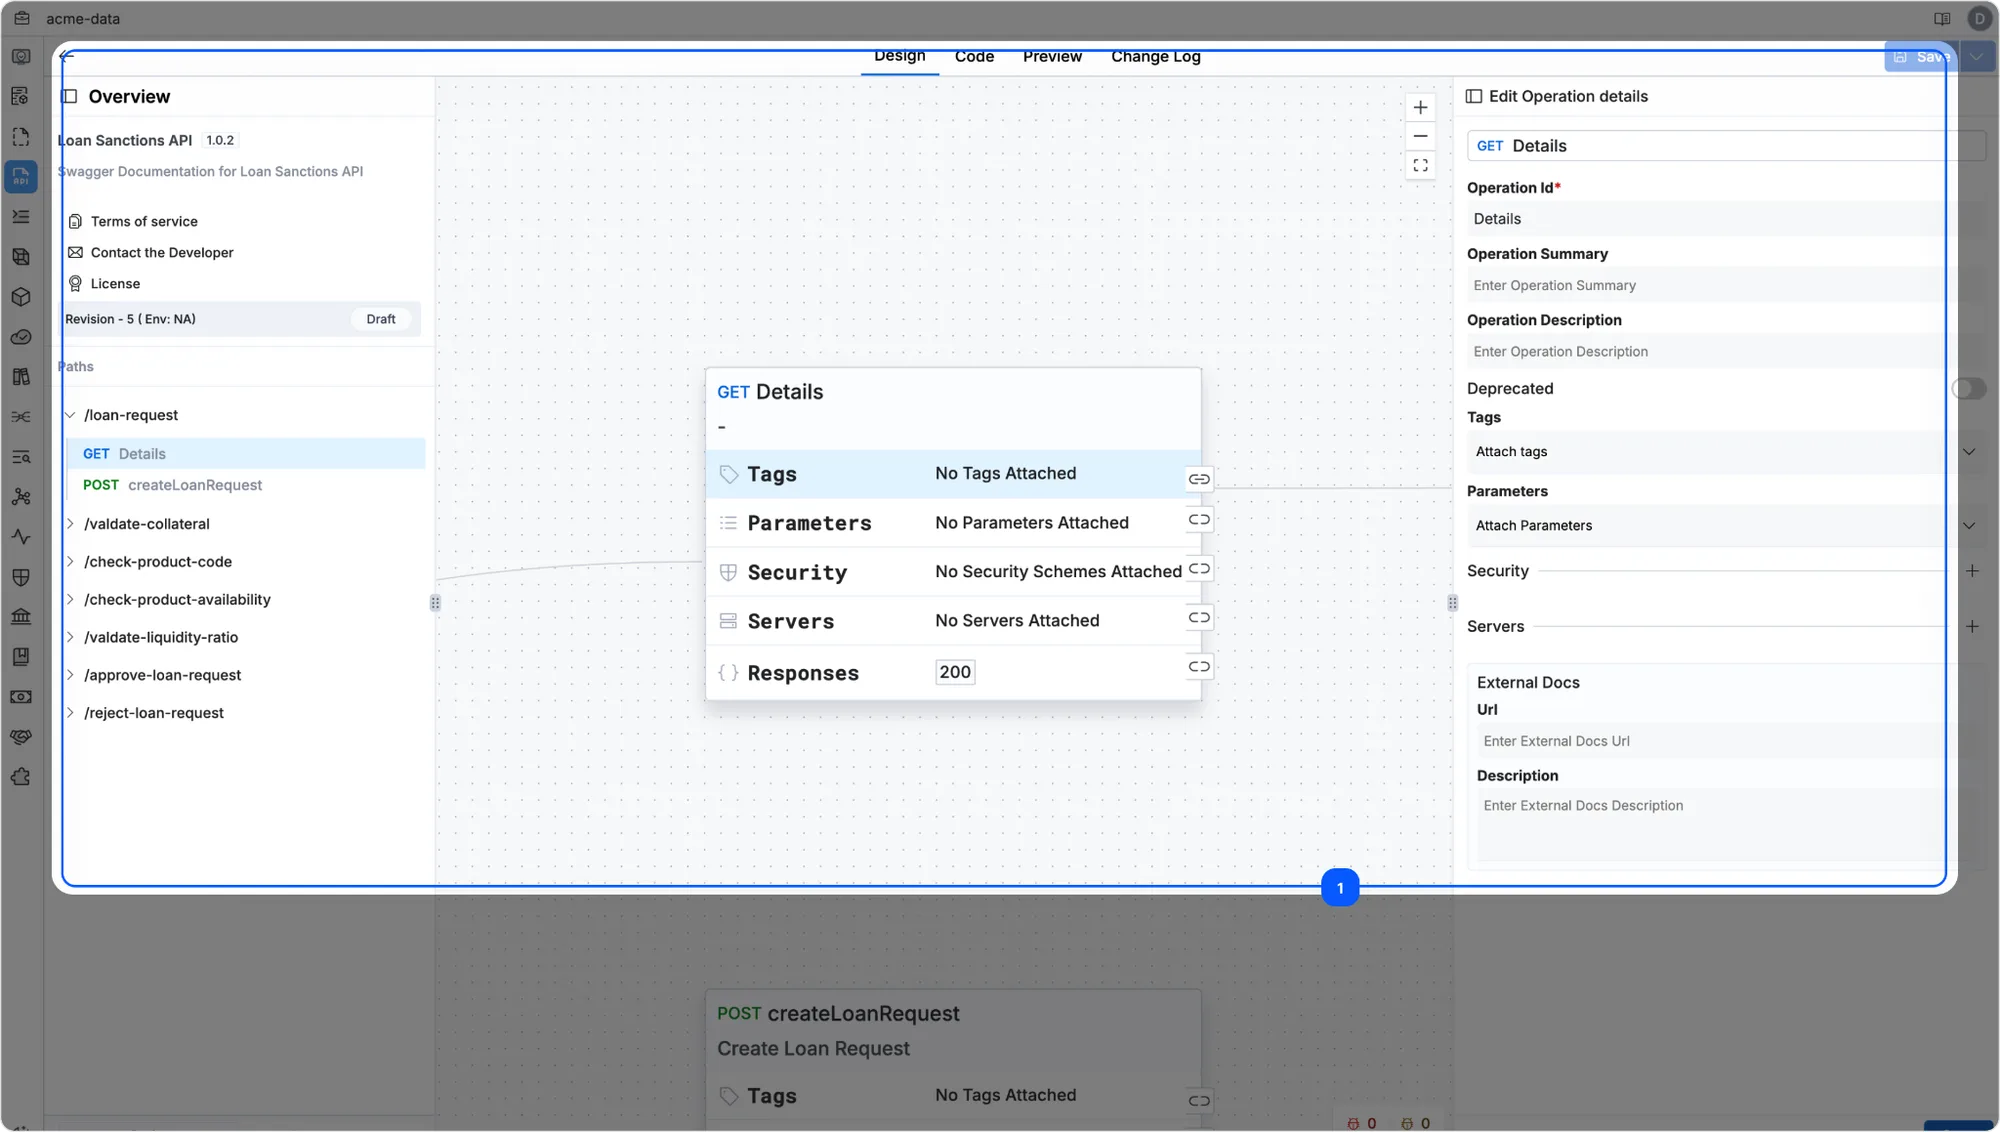 acme-data
D
Design
Code
Preview
Change Log
Save
Overview
Loan Sanctions API 1.0.2
Swagger Documentation for Loan Sanctions API
Terms of service
Contact the Developer
License
Revision - 5 ( Env: NA)
Draft
Paths
/loan-request
GET Details
POST createLoanRequest
/valdate-collateral
/check-product-code
/check-product-availability
/valdate-liquidity-ratio
/approve-loan-request
/reject-loan-request
GET Details
-
Tags No Tags Attached
Parameters No Parameters Attached
Security No Security Schemes Attached
Servers No Servers Attached
{ } Responses 200
POST createLoanRequest
Create Loan Request
Tags No Tags Attached
0 0
1
Edit Operation details
GET Details
Operation Id*
Details
Operation Summary
Enter Operation Summary
Operation Description
Enter Operation Description
Deprecated
Tags
Attach tags
Parameters
Attach Parameters
Security
Servers
External Docs
Url
Enter External Docs Url
Description
Enter External Docs Description
API